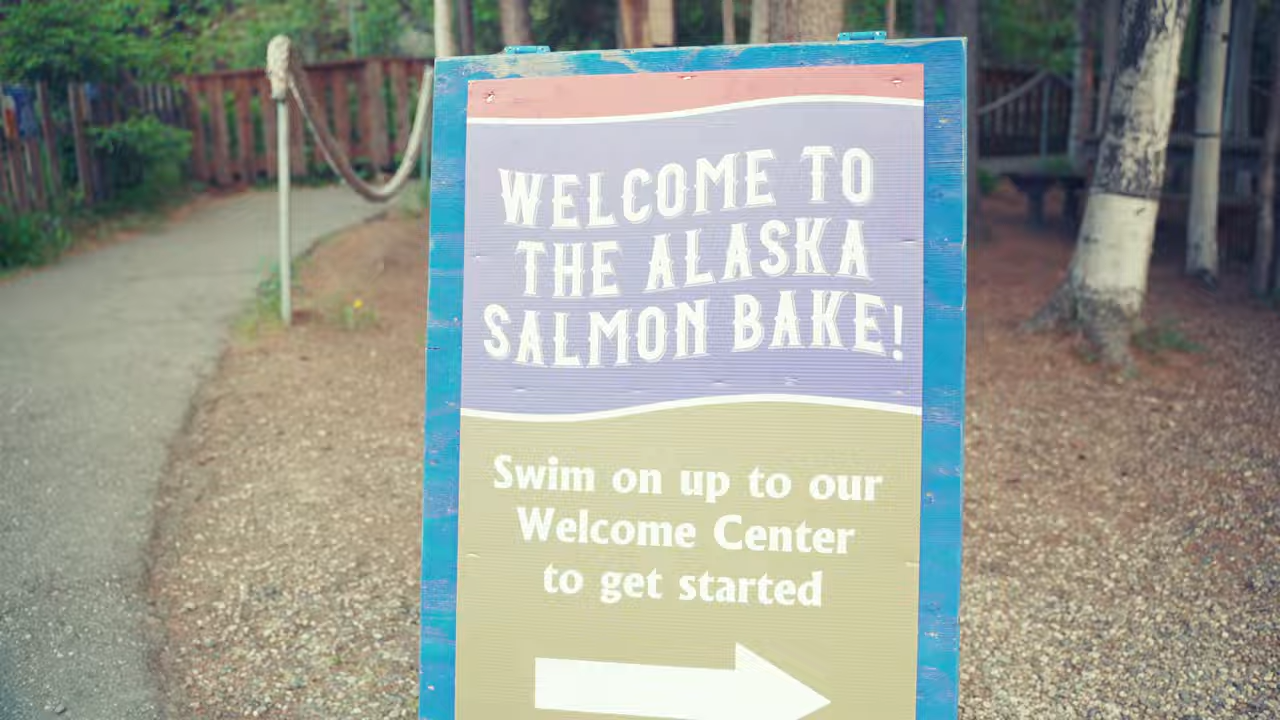 WELCOME TO
THE ALASKA
SALMON BAKE!
Swim on up to our
Welcome Center
to get started